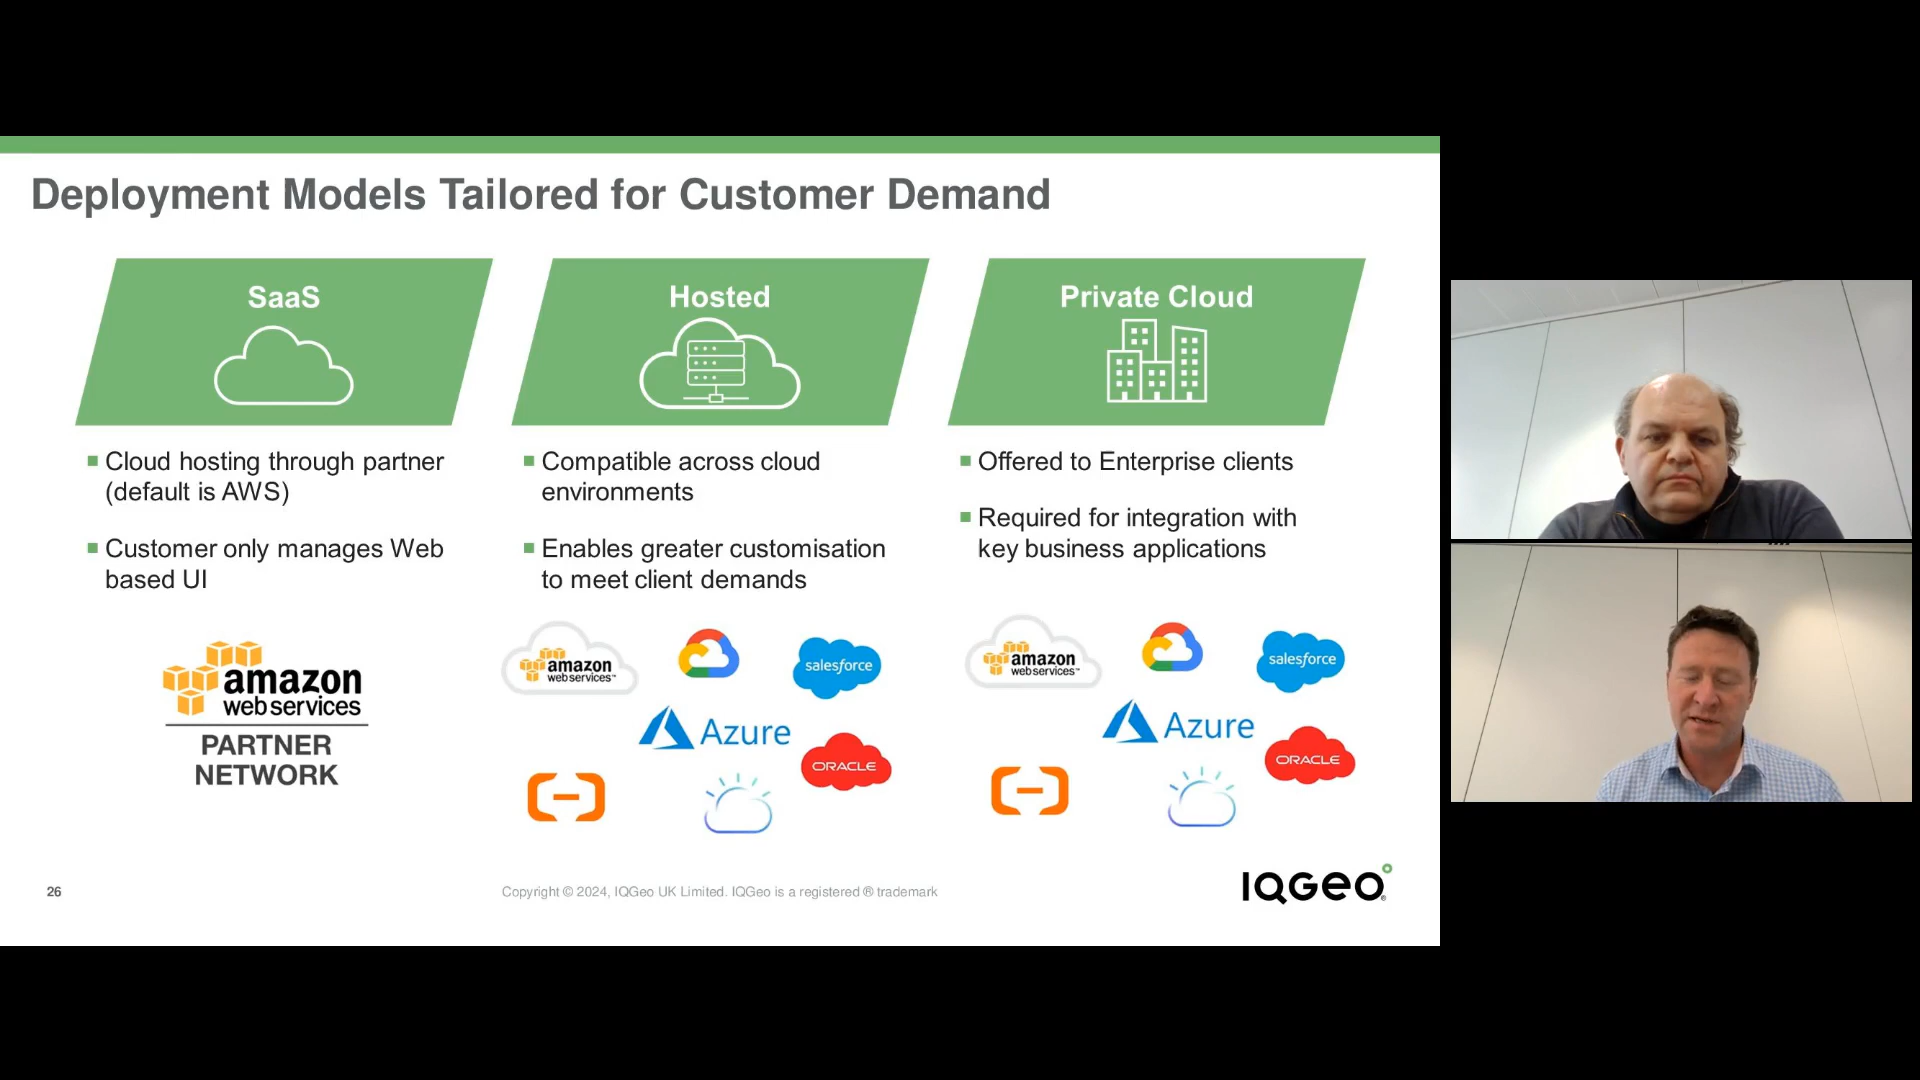 Deployment Models Tailored for Customer Demand
SaaS
Cloud hosting through partner
(default is AWS)
Customer only manages Web
based UI
amazon
web services
PARTNER
NETWORK
Hosted
Compatible across cloud
environments
Enables greater customisation
to meet client demands
amazon
web services™
salesforce
Azure
ORACLE
Private Cloud
Offered to Enterprise clients
Required for integration with
key business applications
amazon
web services™
salesforce
Azure
ORACLE
26
Copyright © 2024, IQGeo UK Limited. IQGeo is a registered ® trademark
IQGeo®